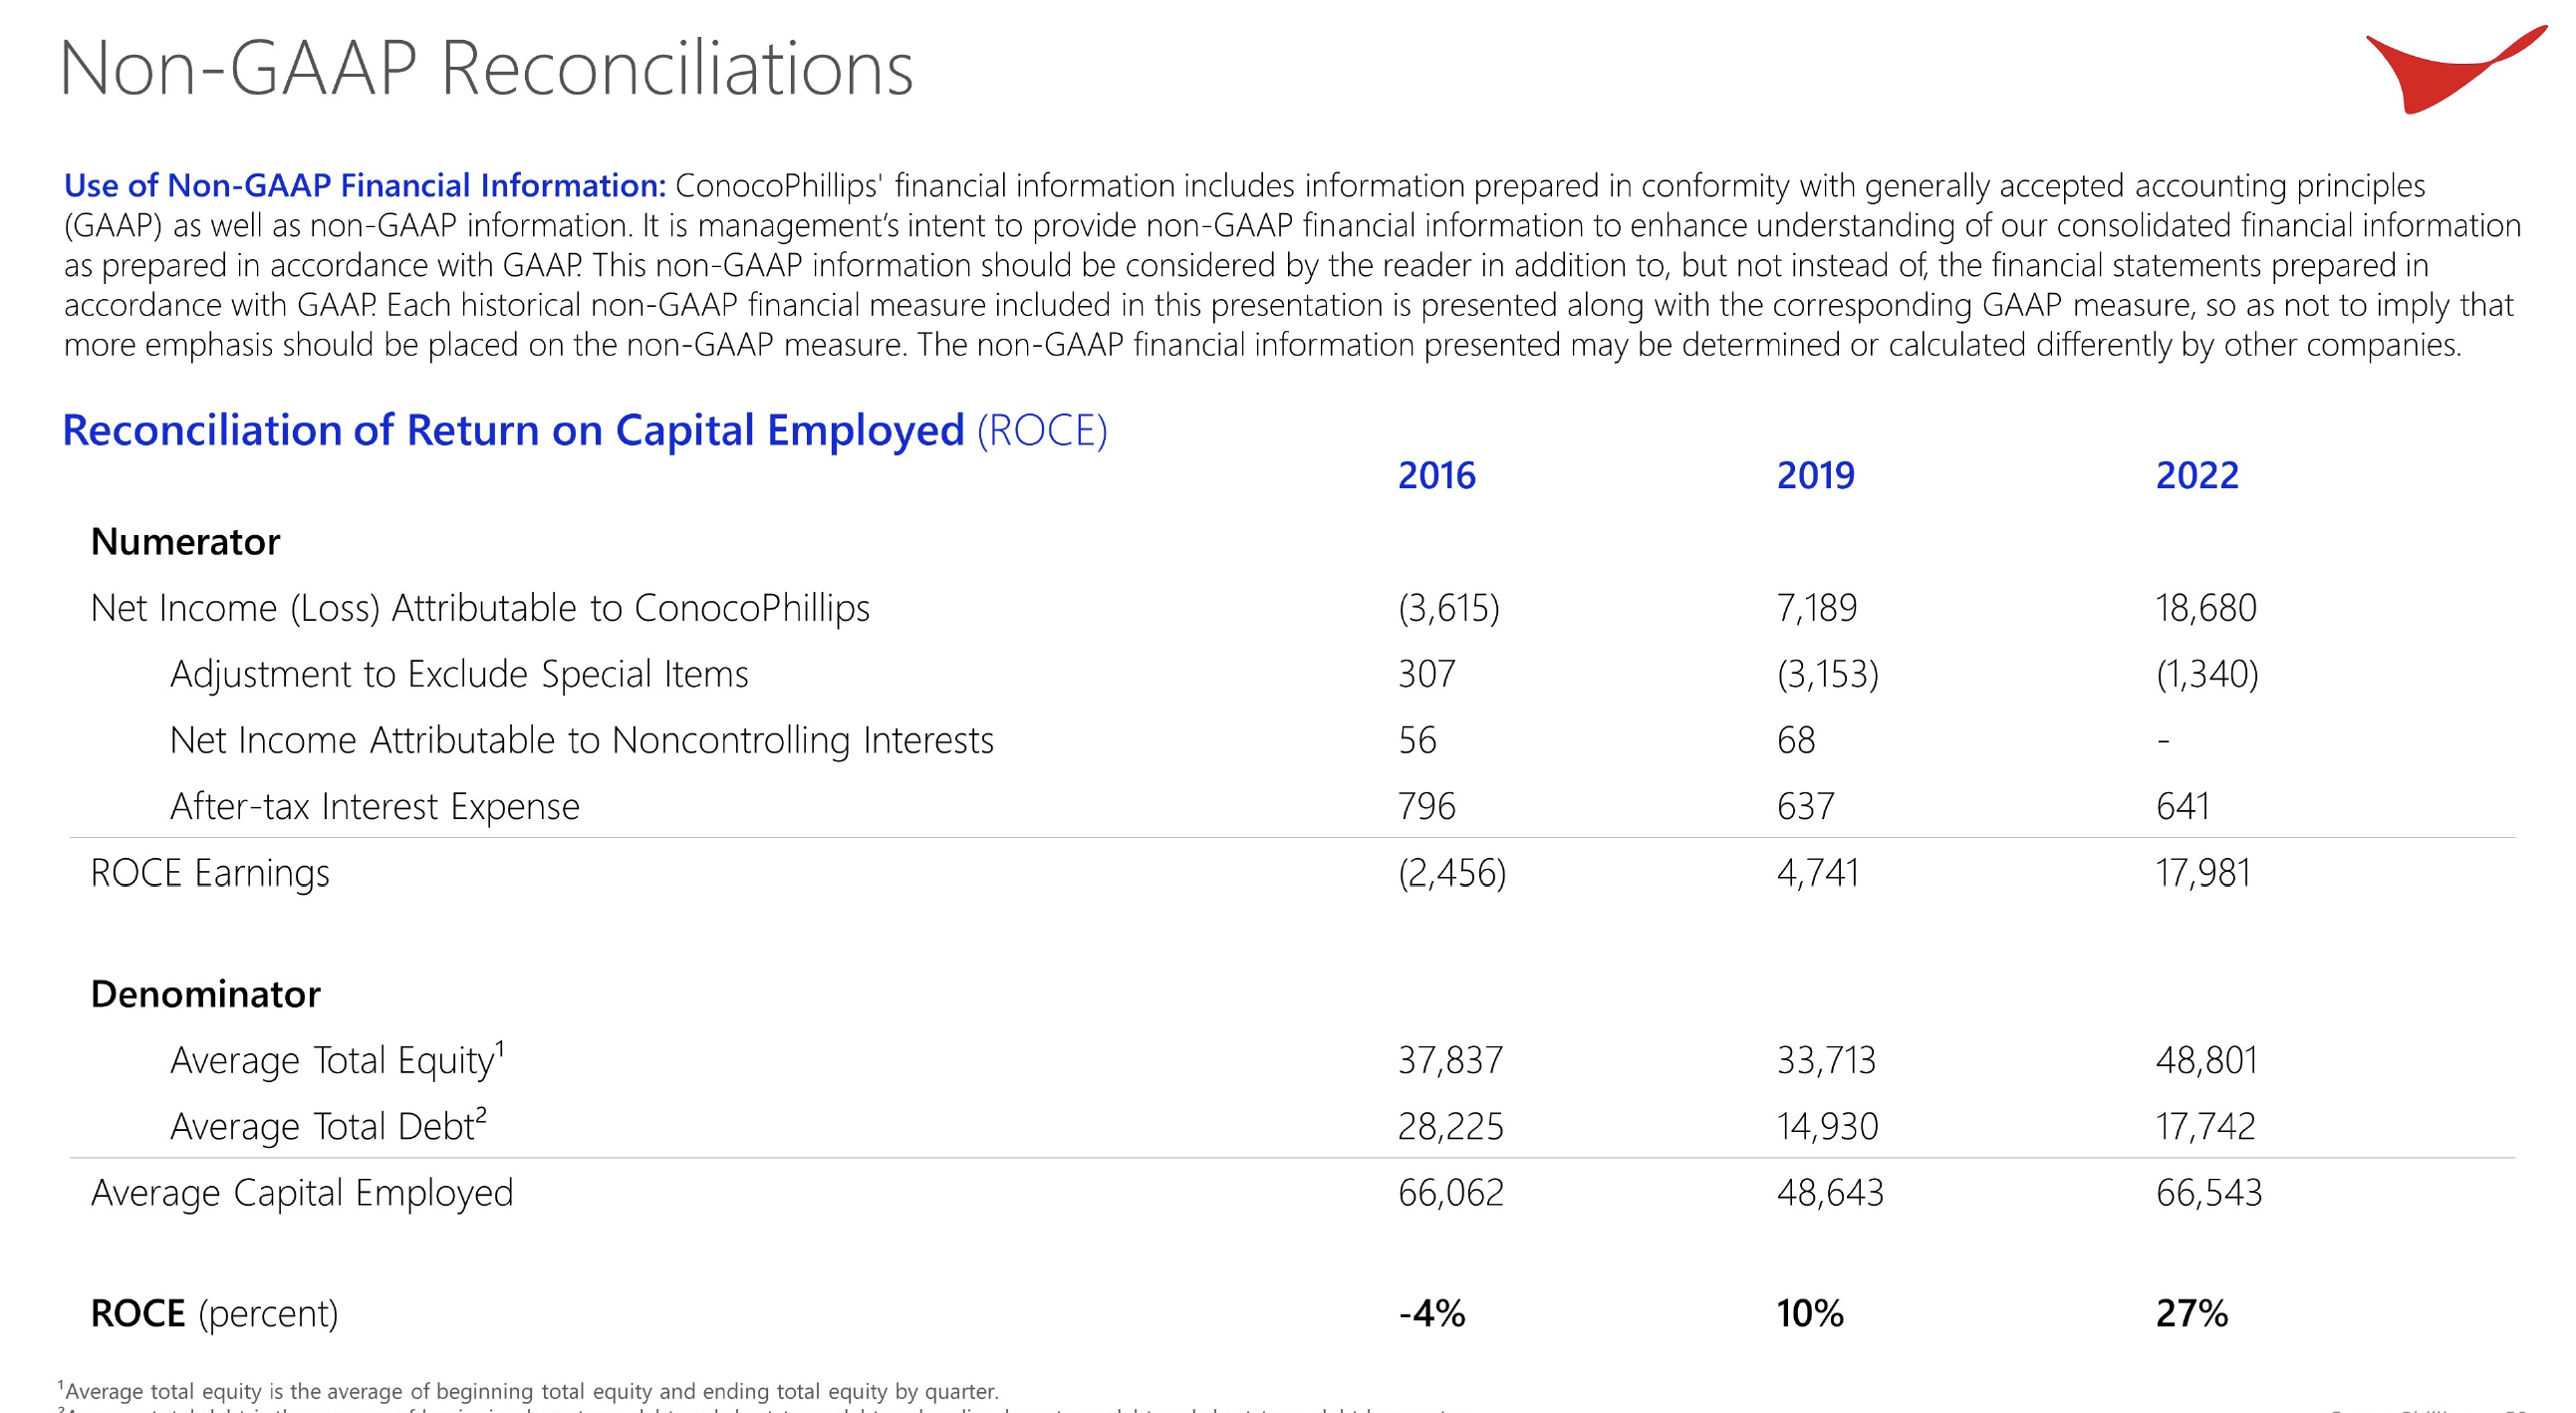 Non-GAAP Reconciliations
Use of Non-GAAP Financial Information: ConocoPhillips' financial information includes information prepared in conformity with generally accepted accounting principles
(GAAP) as well as non-GAAP information. It is management’s intent to provide non-GAAP financial information to enhance understanding of our consolidated financial information
as prepared in accordance with GAAP. This non-GAAP information should be considered by the reader in addition to, but not instead of, the financial statements prepared in
accordance with GAAP. Each historical non-GAAP financial measure included in this presentation is presented along with the corresponding GAAP measure, so as not to imply that
more emphasis should be placed on the non-GAAP measure. The non-GAAP financial information presented may be determined or calculated differently by other companies.
Reconciliation of Return on Capital Employed (ROCE)
2016 2019 2022
Numerator
Net Income (Loss) Attributable to ConocoPhillips (3,615) 7,189 18,680
Adjustment to Exclude Special Items 307 (3,153) (1,340)
Net Income Attributable to Noncontrolling Interests 56 68 -
After-tax Interest Expense 796 637 641
ROCE Earnings (2,456) 4,741 17,981
Denominator
Average Total Equity¹ 37,837 33,713 48,801
Average Total Debt² 28,225 14,930 17,742
Average Capital Employed 66,062 48,643 66,543
ROCE (percent) -4% 10% 27%
¹Average total equity is the average of beginning total equity and ending total equity by quarter.